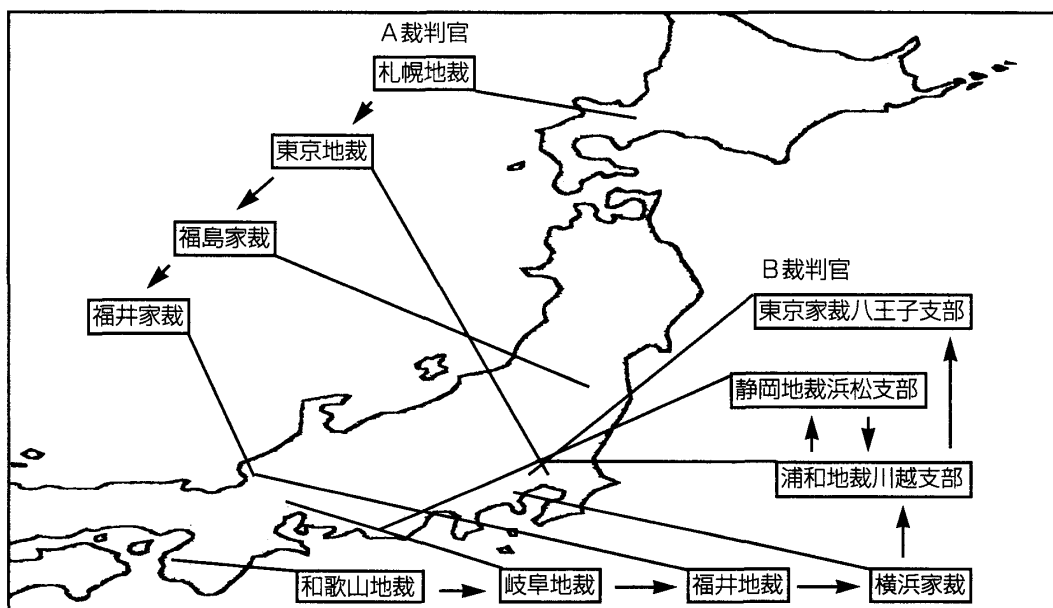 A裁判官
札幌地裁
東京地裁
福島家裁
福井家裁
B裁判官
東京家裁八王子支部
静岡地裁浜松支部
浦和地裁川越支部
和歌山地裁
岐阜地裁
福井地裁
横浜家裁